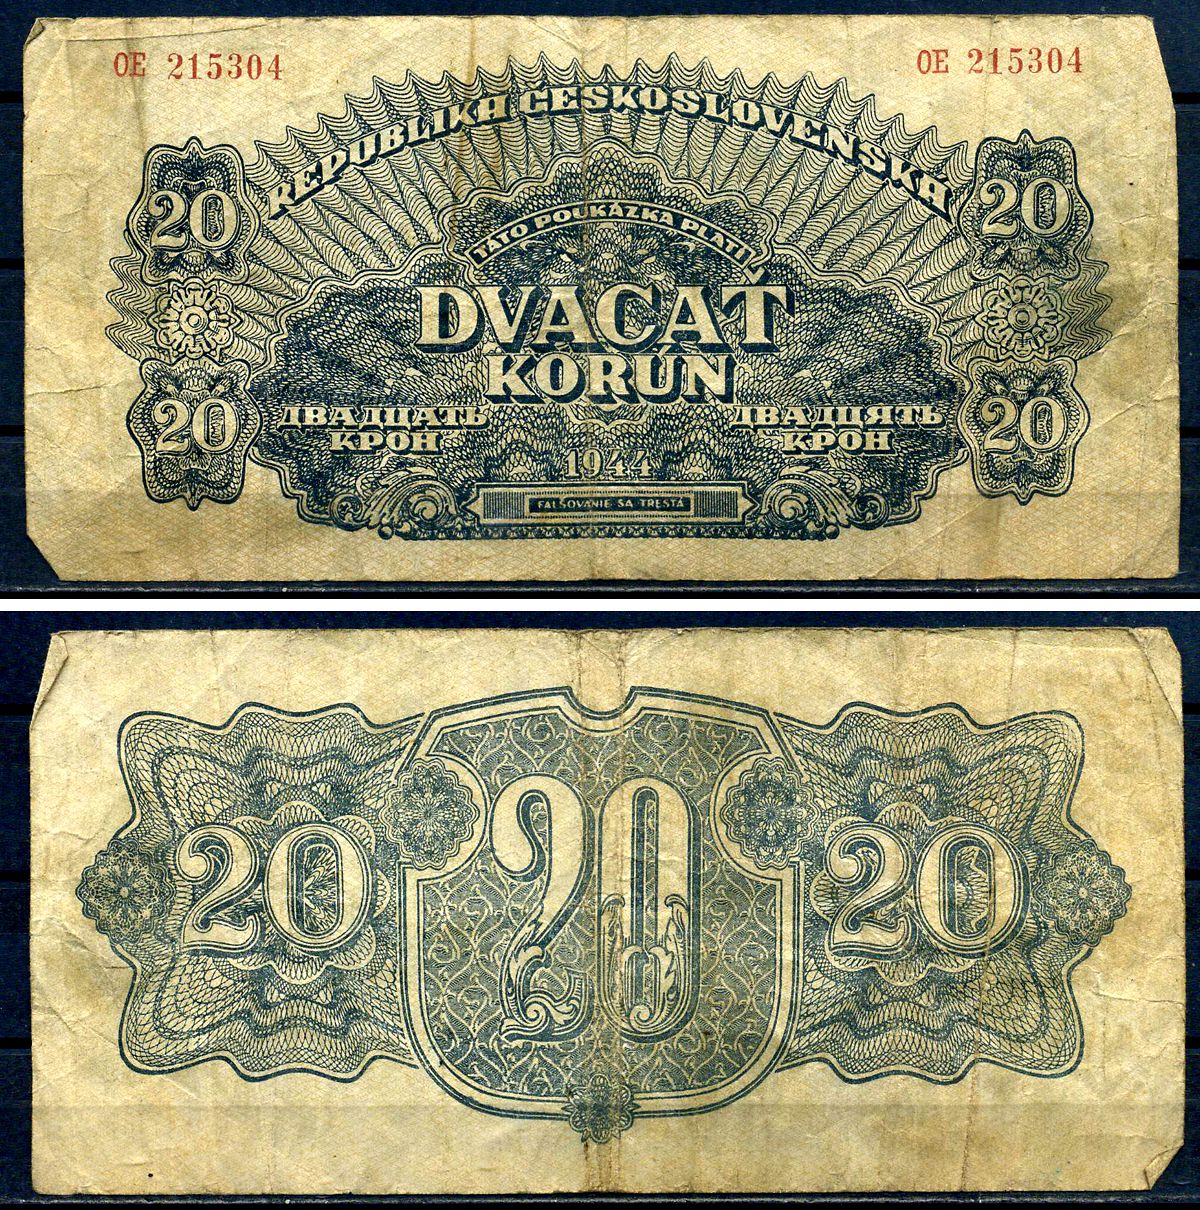 OE 215304
OE 215304
REPUBLIKA ČESKOSLOVENSKÁ
20
20
TÁTO POUKÁZKA PLATÍ
DVACAŤ
KORÚN
20
20
ДВАДЦАТЬ
КРОН
ДВАДЦЯТЬ
КРОН
1944
FALŠOVANIE SA TRESTÁ
20
20
20